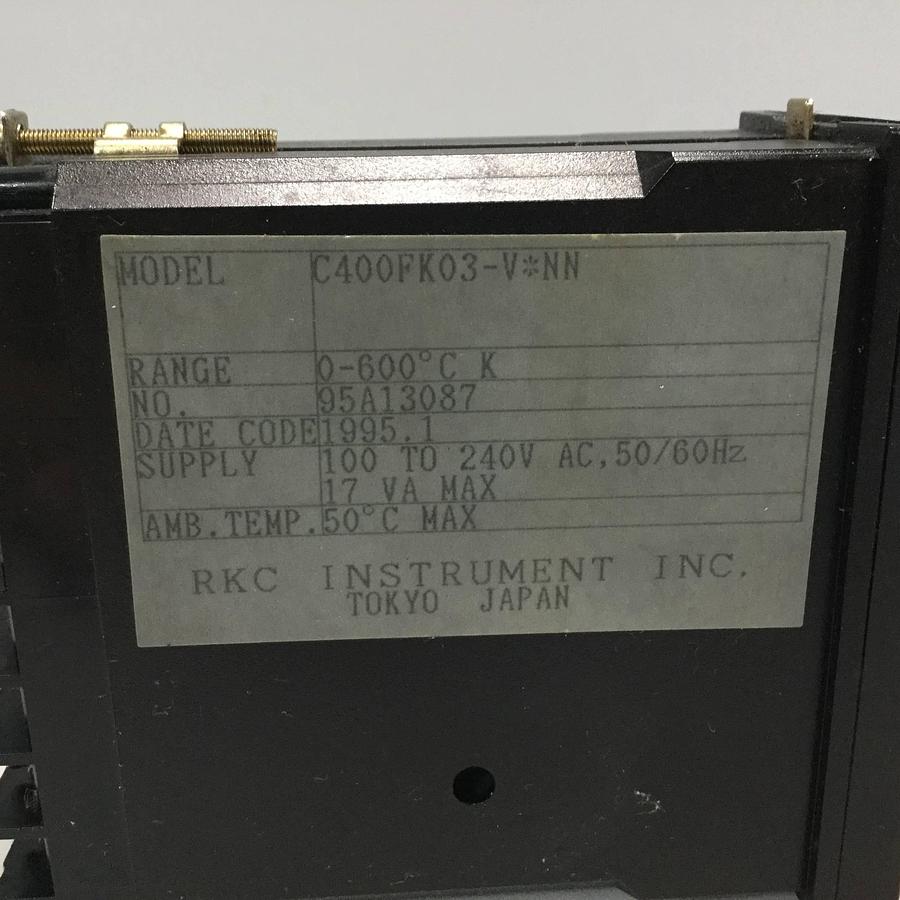 MODEL C400FK03-V*NN
RANGE 0-600°C K
NO. 95A13087
DATE CODE 1995.1
SUPPLY 100 TO 240V AC,50/60Hz
17 VA MAX
AMB.TEMP. 50°C MAX
RKC INSTRUMENT INC.
TOKYO JAPAN